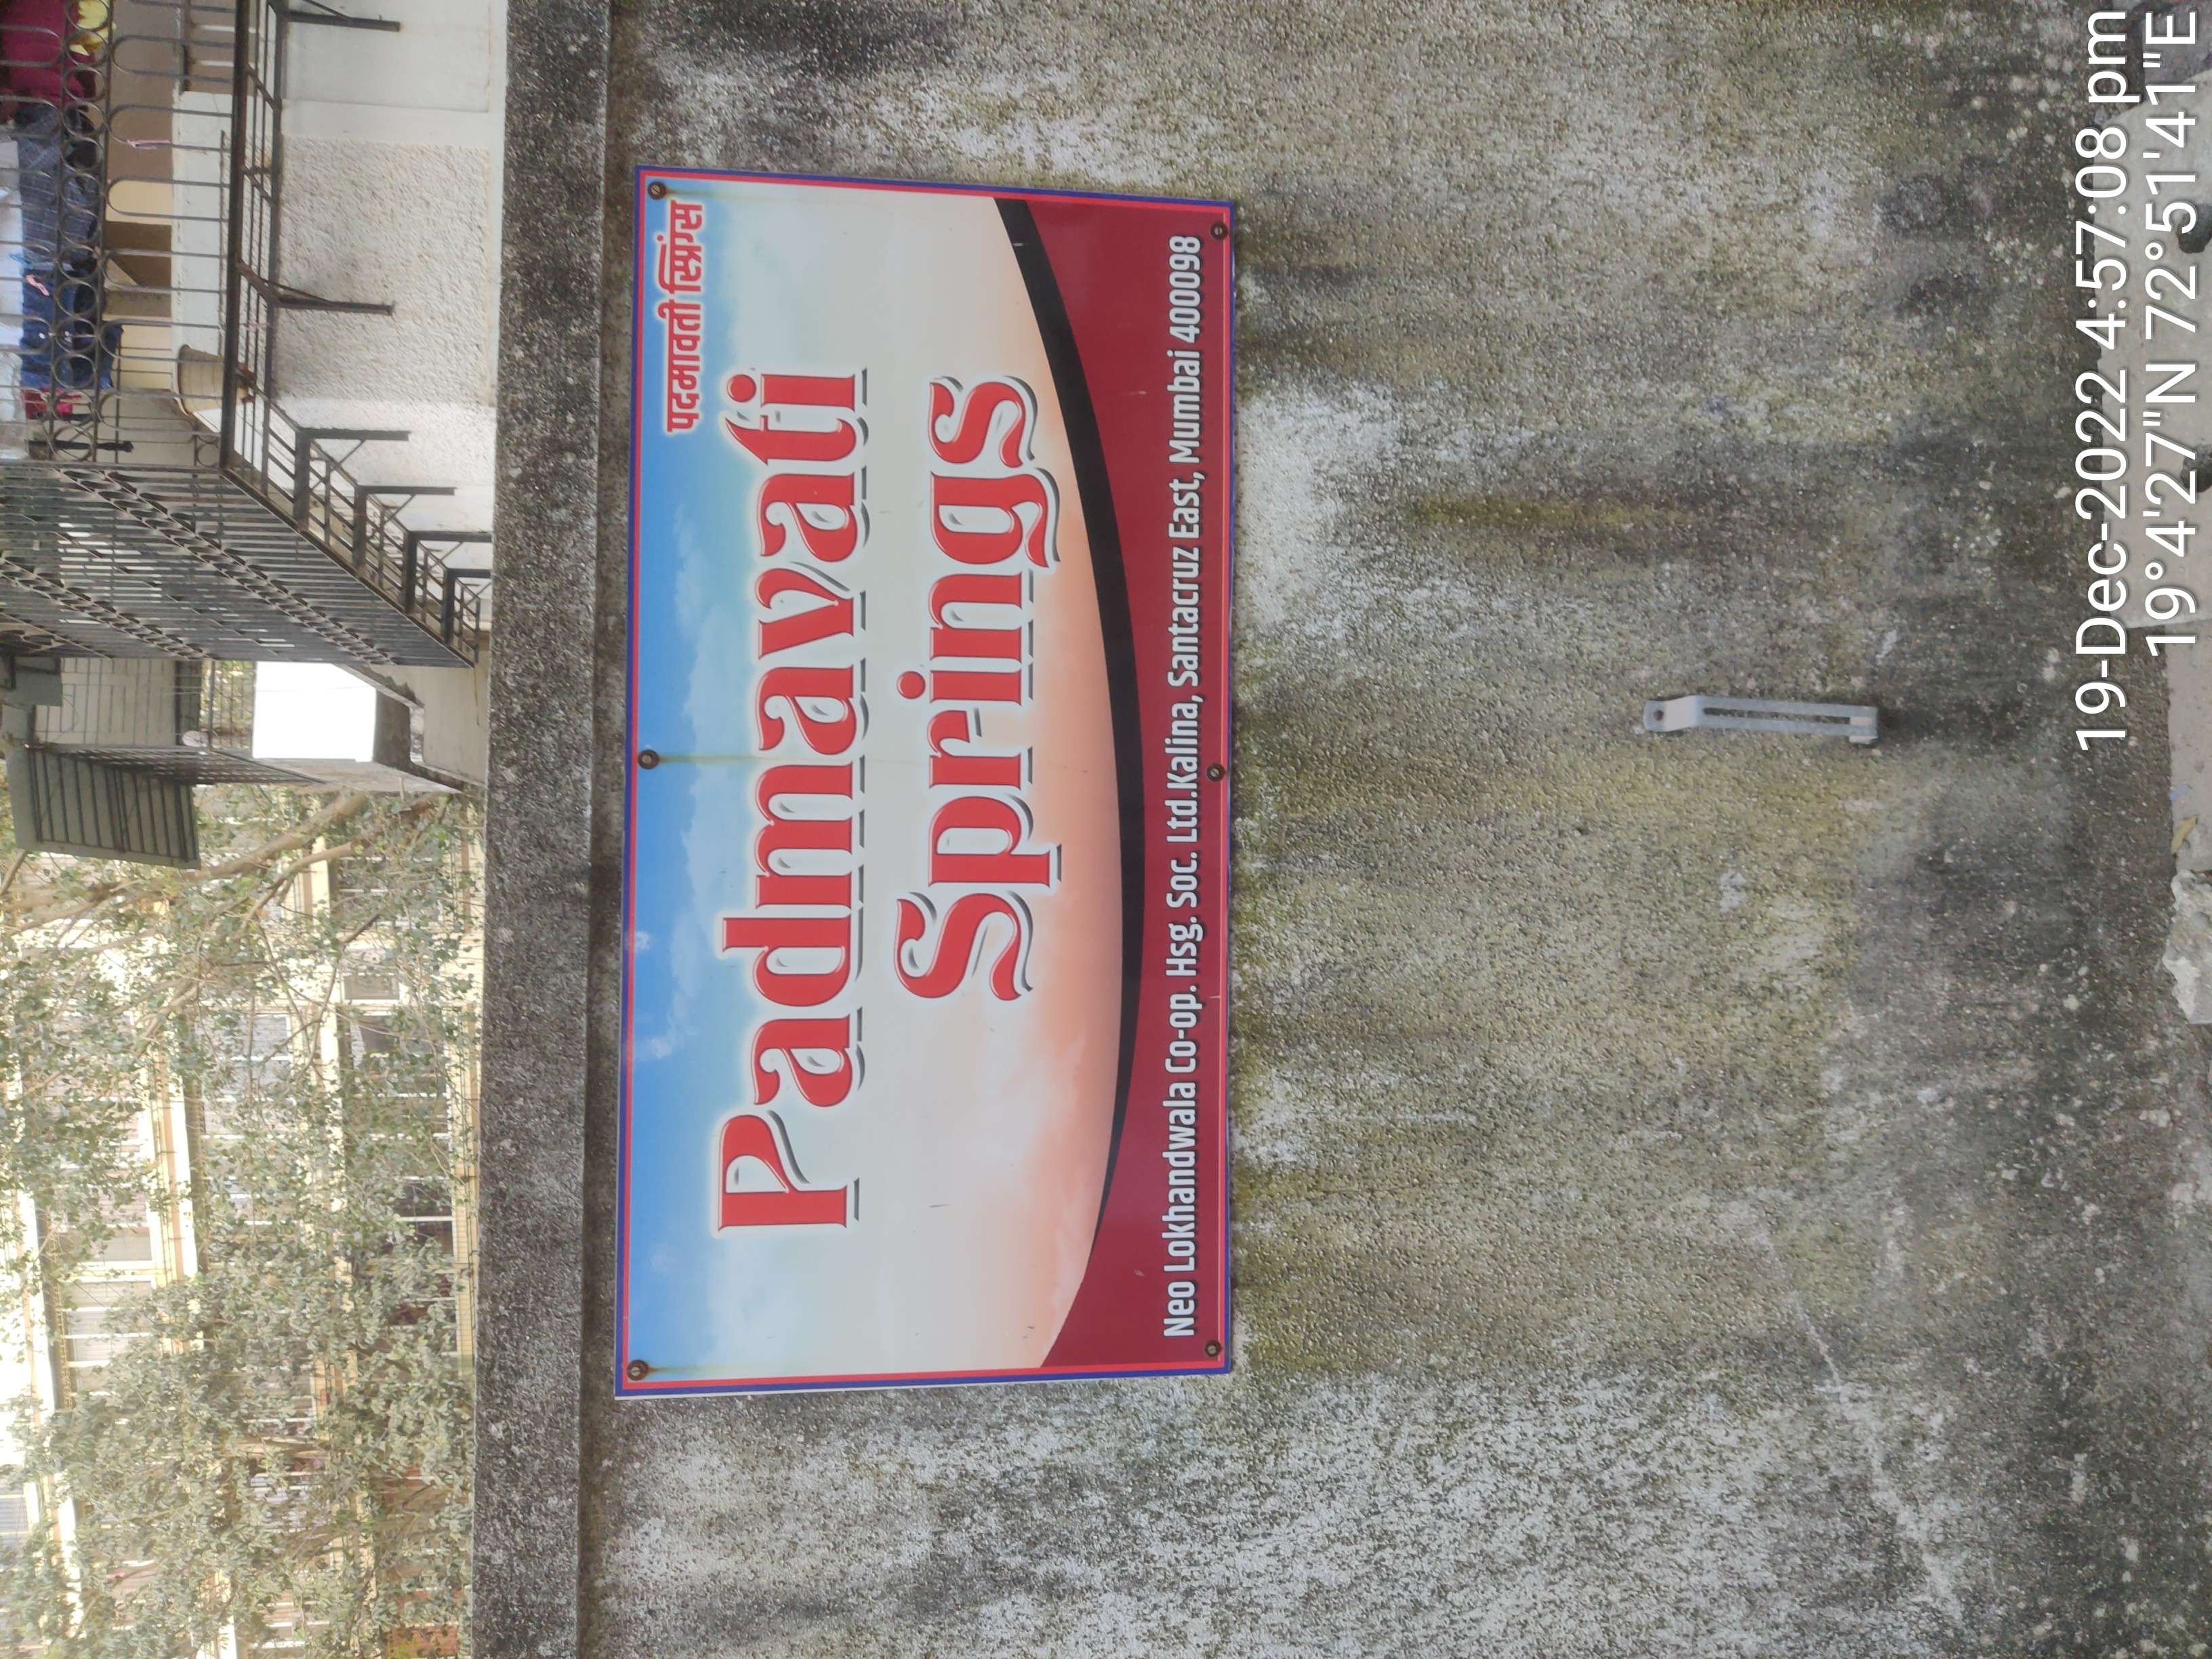 पदमावती स्प्रिंग्स
Padmavati
Springs
Neo Lokhandwala Co-op. Hsg. Soc. Ltd.Kalina, Santacruz East, Mumbai 400098
19-Dec-2022 4:57:08 pm
19°4'27"N 72°51'41"E